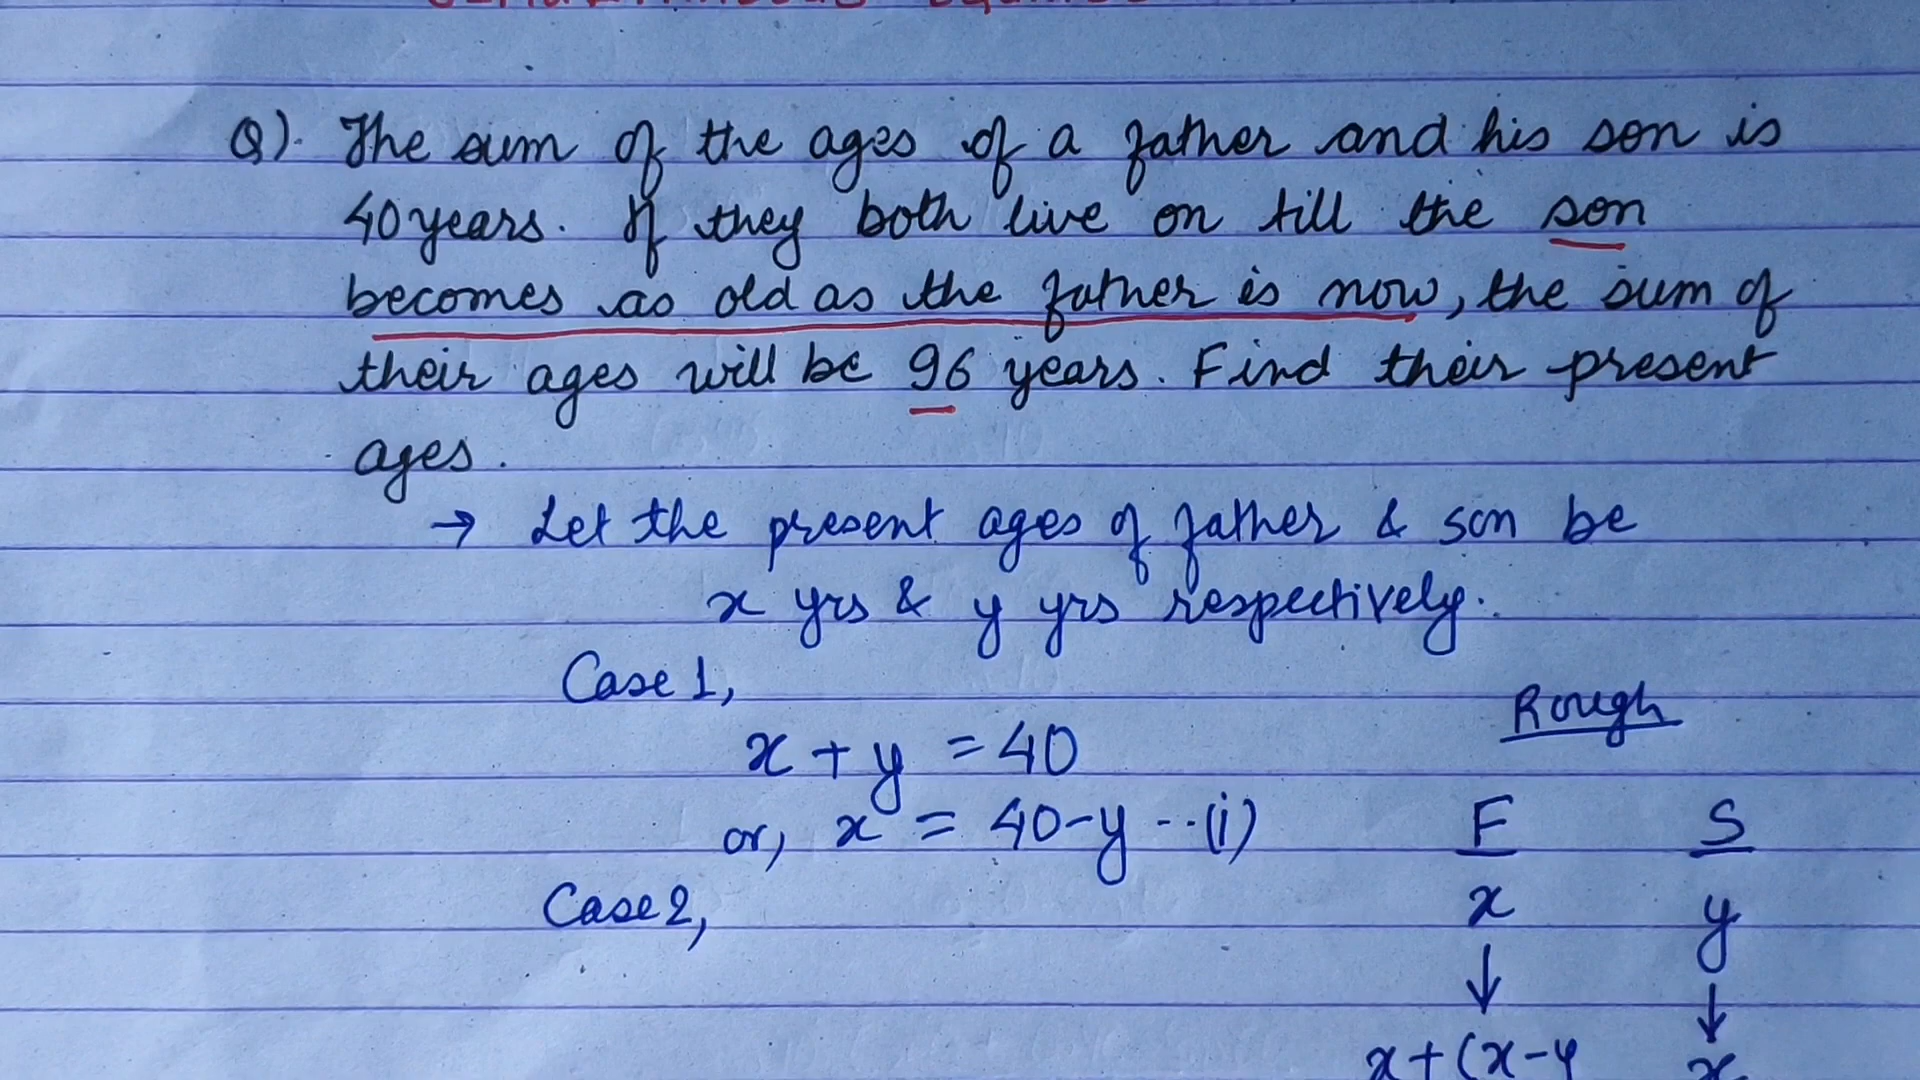 Q). The sum of the ages of a father and his son is
40 years. If they both live on till the son
becomes as old as the father is now, the sum of
their ages will be 96 years. Find their present
ages.
→ Let the present ages of father & son be
x yrs & y yrs respectively.
Case 1,
Rough
x + y = 40
or, x = 40-y --(i)
F S
Case 2,
x y
↓ ↓
x+(x-y x